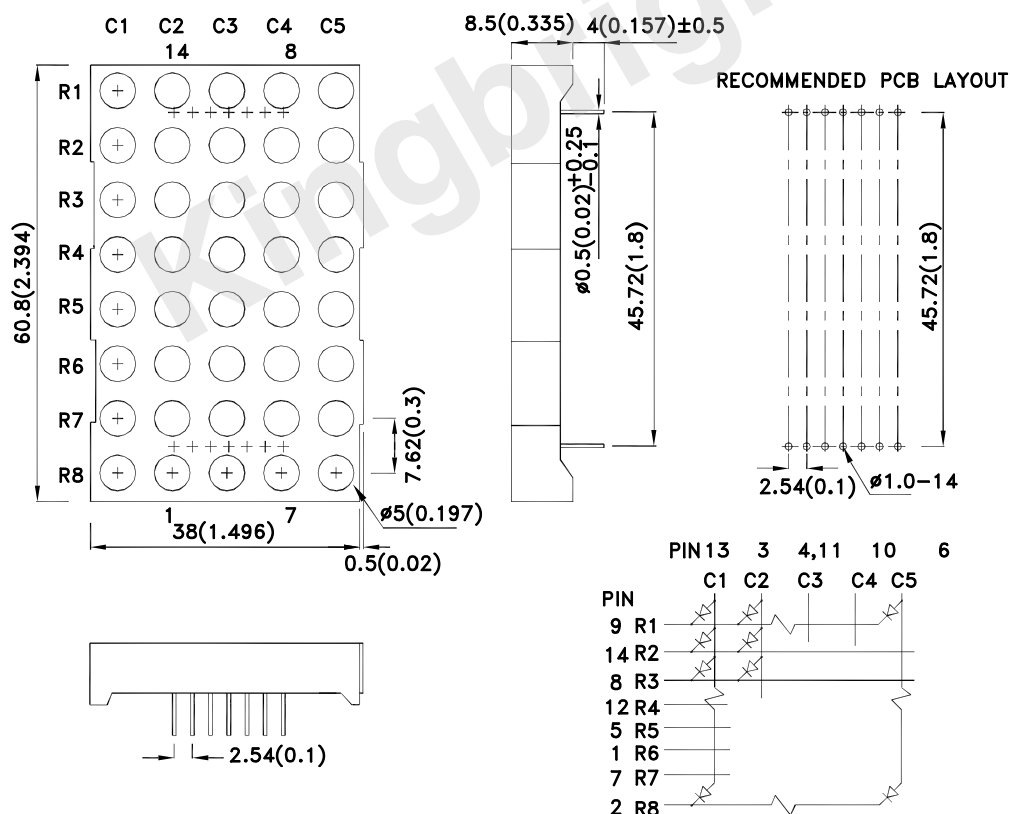 C1 C2 C3 C4 C5
14 8
R1
R2
R3
R4
R5
R6
R7
R8
60.8(2.394)
7.62(0.3)
ø5(0.197)
1 7
38(1.496)
0.5(0.02)
8.5(0.335) 4(0.157)±0.5
ø0.5(0.02)+0.25 -0.1
45.72(1.8)
RECOMMENDED PCB LAYOUT
45.72(1.8)
2.54(0.1)
ø1.0-14
Kingbright
2.54(0.1)
PIN 13 3 4,11 10 6
C1 C2 C3 C4 C5
PIN
9 R1
14 R2
8 R3
12 R4
5 R5
1 R6
7 R7
2 R8